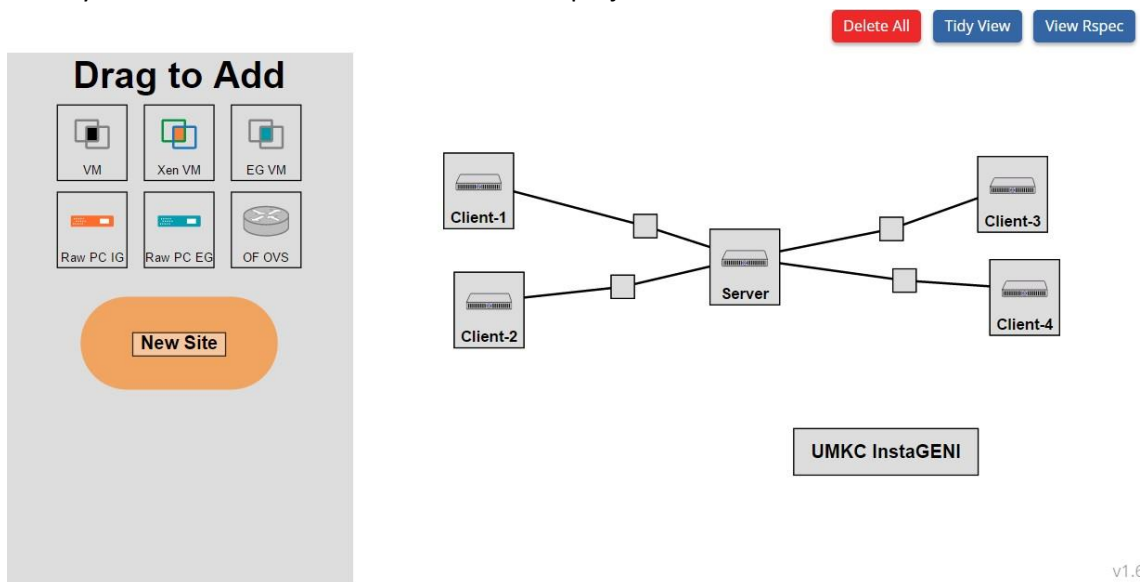 Delete All
Tidy View
View Rspec
Drag to Add
VM
Xen VM
EG VM
Raw PC IG
Raw PC EG
OF OVS
New Site
Client-1
Client-3
Server
Client-2
Client-4
UMKC InstaGENI